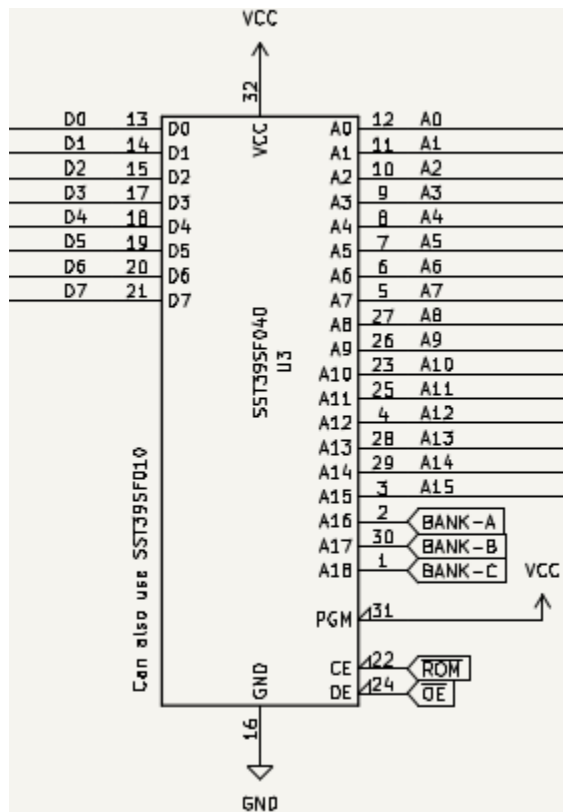 VCC
32
VCC
D0 13 D0 A0 12 A0
D1 14 D1 A1 11 A1
D2 15 D2 A2 10 A2
D3 17 D3 A3 9 A3
D4 18 D4 A4 8 A4
D5 19 D5 A5 7 A5
D6 20 D6 A6 6 A6
D7 21 D7 A7 5 A7
A8 27 A8
A9 26 A9
A10 23 A10
A11 25 A11
A12 4 A12
A13 28 A13
A14 29 A14
A15 3 A15
A16 2 BANK-A
A17 30 BANK-B
A18 1 BANK-C
VCC
PGM 31
CE 22 ROM
OE 24 OE
SST39SF040
U3
Can also use SST39SF010
GND
16
GND